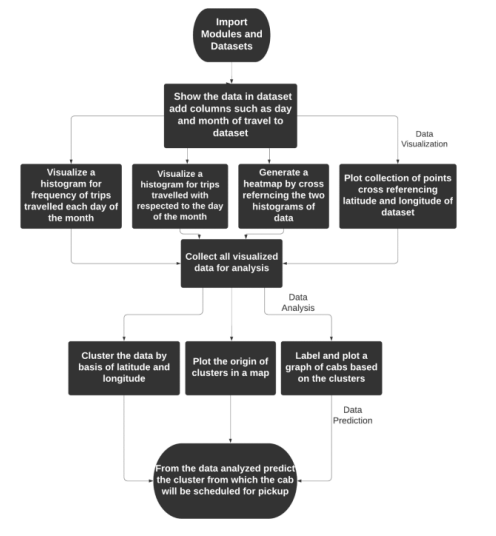 Import
Modules and
Datasets
Show the data in dataset
add columns such as day
and month of travel to
dataset
Data
Visualization
Visualize a
histogram for
frequency of trips
travelled each day of
the month
Visualize a
histogram for trips
travelled with
respected to the day
of the month
Generate a
heatmap by cross
referncing the two
histograms of
data
Plot collection of points
cross referencing
latitude and longitude of
dataset
Collect all visualized
data for analysis
Data
Analysis
Cluster the data by
basis of latitude and
longitude
Plot the origin of
clusters in a map
Label and plot a
graph of cabs based
on the clusters
Data
Prediction
From the data analyzed predict
the cluster from which the cab
will be scheduled for pickup